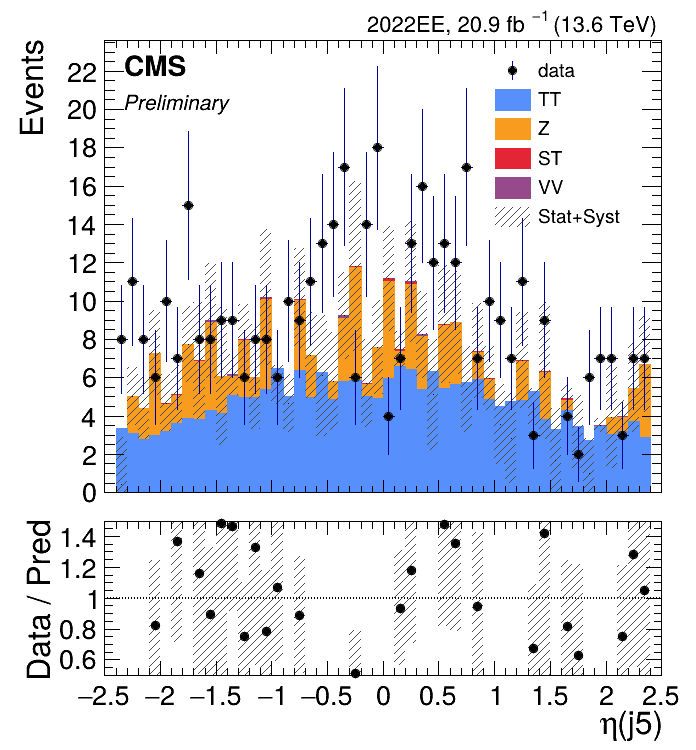 2022EE, 20.9 fb⁻¹ (13.6 TeV)
Events
CMS
Preliminary
data
TT
Z
ST
VV
Stat+Syst
22
20
18
16
14
12
10
8
6
4
2
0
Data / Pred
1.4
1.2
1
0.8
0.6
−2.5 −2 −1.5 −1 −0.5 0 0.5 1 1.5 2 2.5
η(j5)